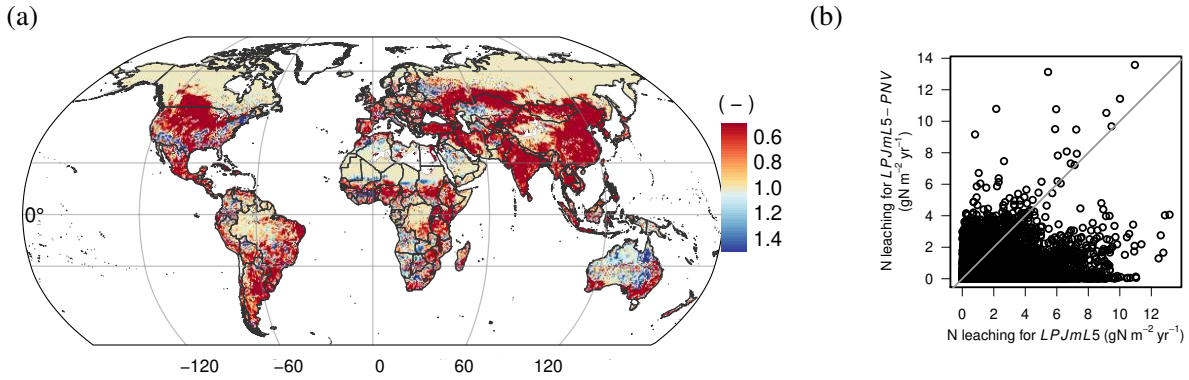 (a)
(b)
(−)
0.6
0.8
1.0
1.2
1.4
0°
−120 −60 0 60 120
N leaching for LPJmL5−PNV
(gN m−2 yr−1)
14
12
10
8
6
4
2
0
0 2 4 6 8 10 12
N leaching for LPJmL5 (gN m−2 yr−1)